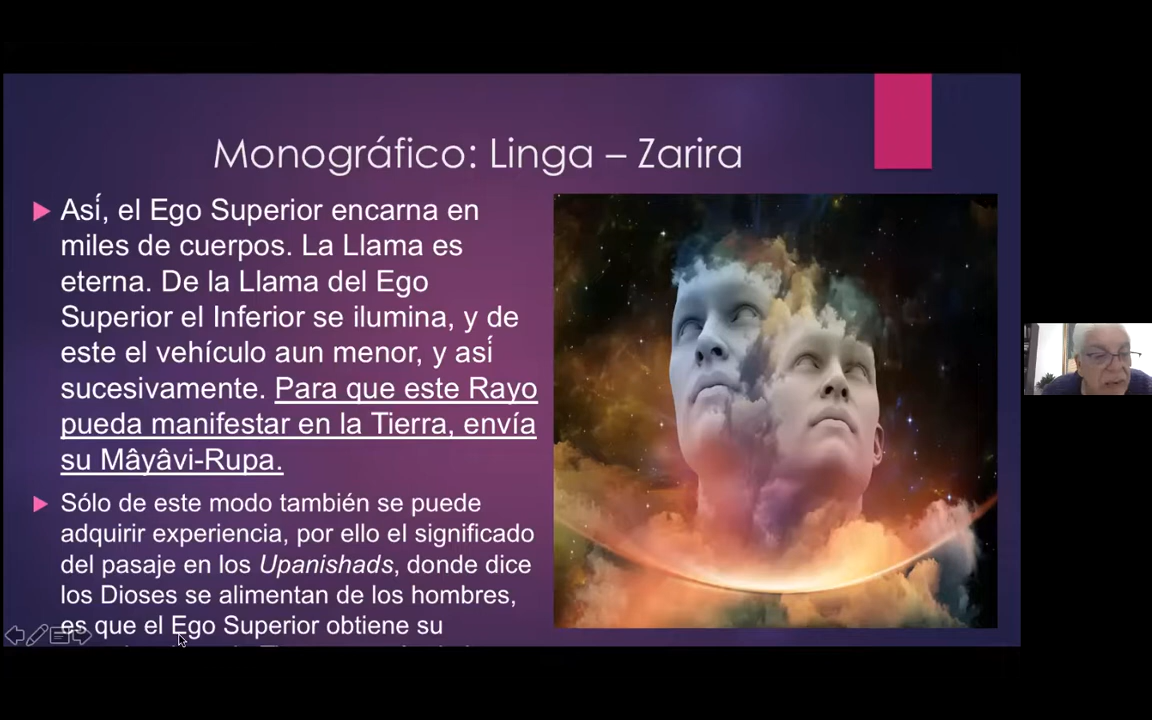 Monográfico: Linga – Zarira
Así, el Ego Superior encarna en
miles de cuerpos. La Llama es
eterna. De la Llama del Ego
Superior el Inferior se ilumina, y de
este el vehículo aun menor, y así
sucesivamente. Para que este Rayo
pueda manifestar en la Tierra, envía
su Mâyâvi-Rupa.
Sólo de este modo también se puede
adquirir experiencia, por ello el significado
del pasaje en los Upanishads, donde dice
los Dioses se alimentan de los hombres,
es que el Ego Superior obtiene su